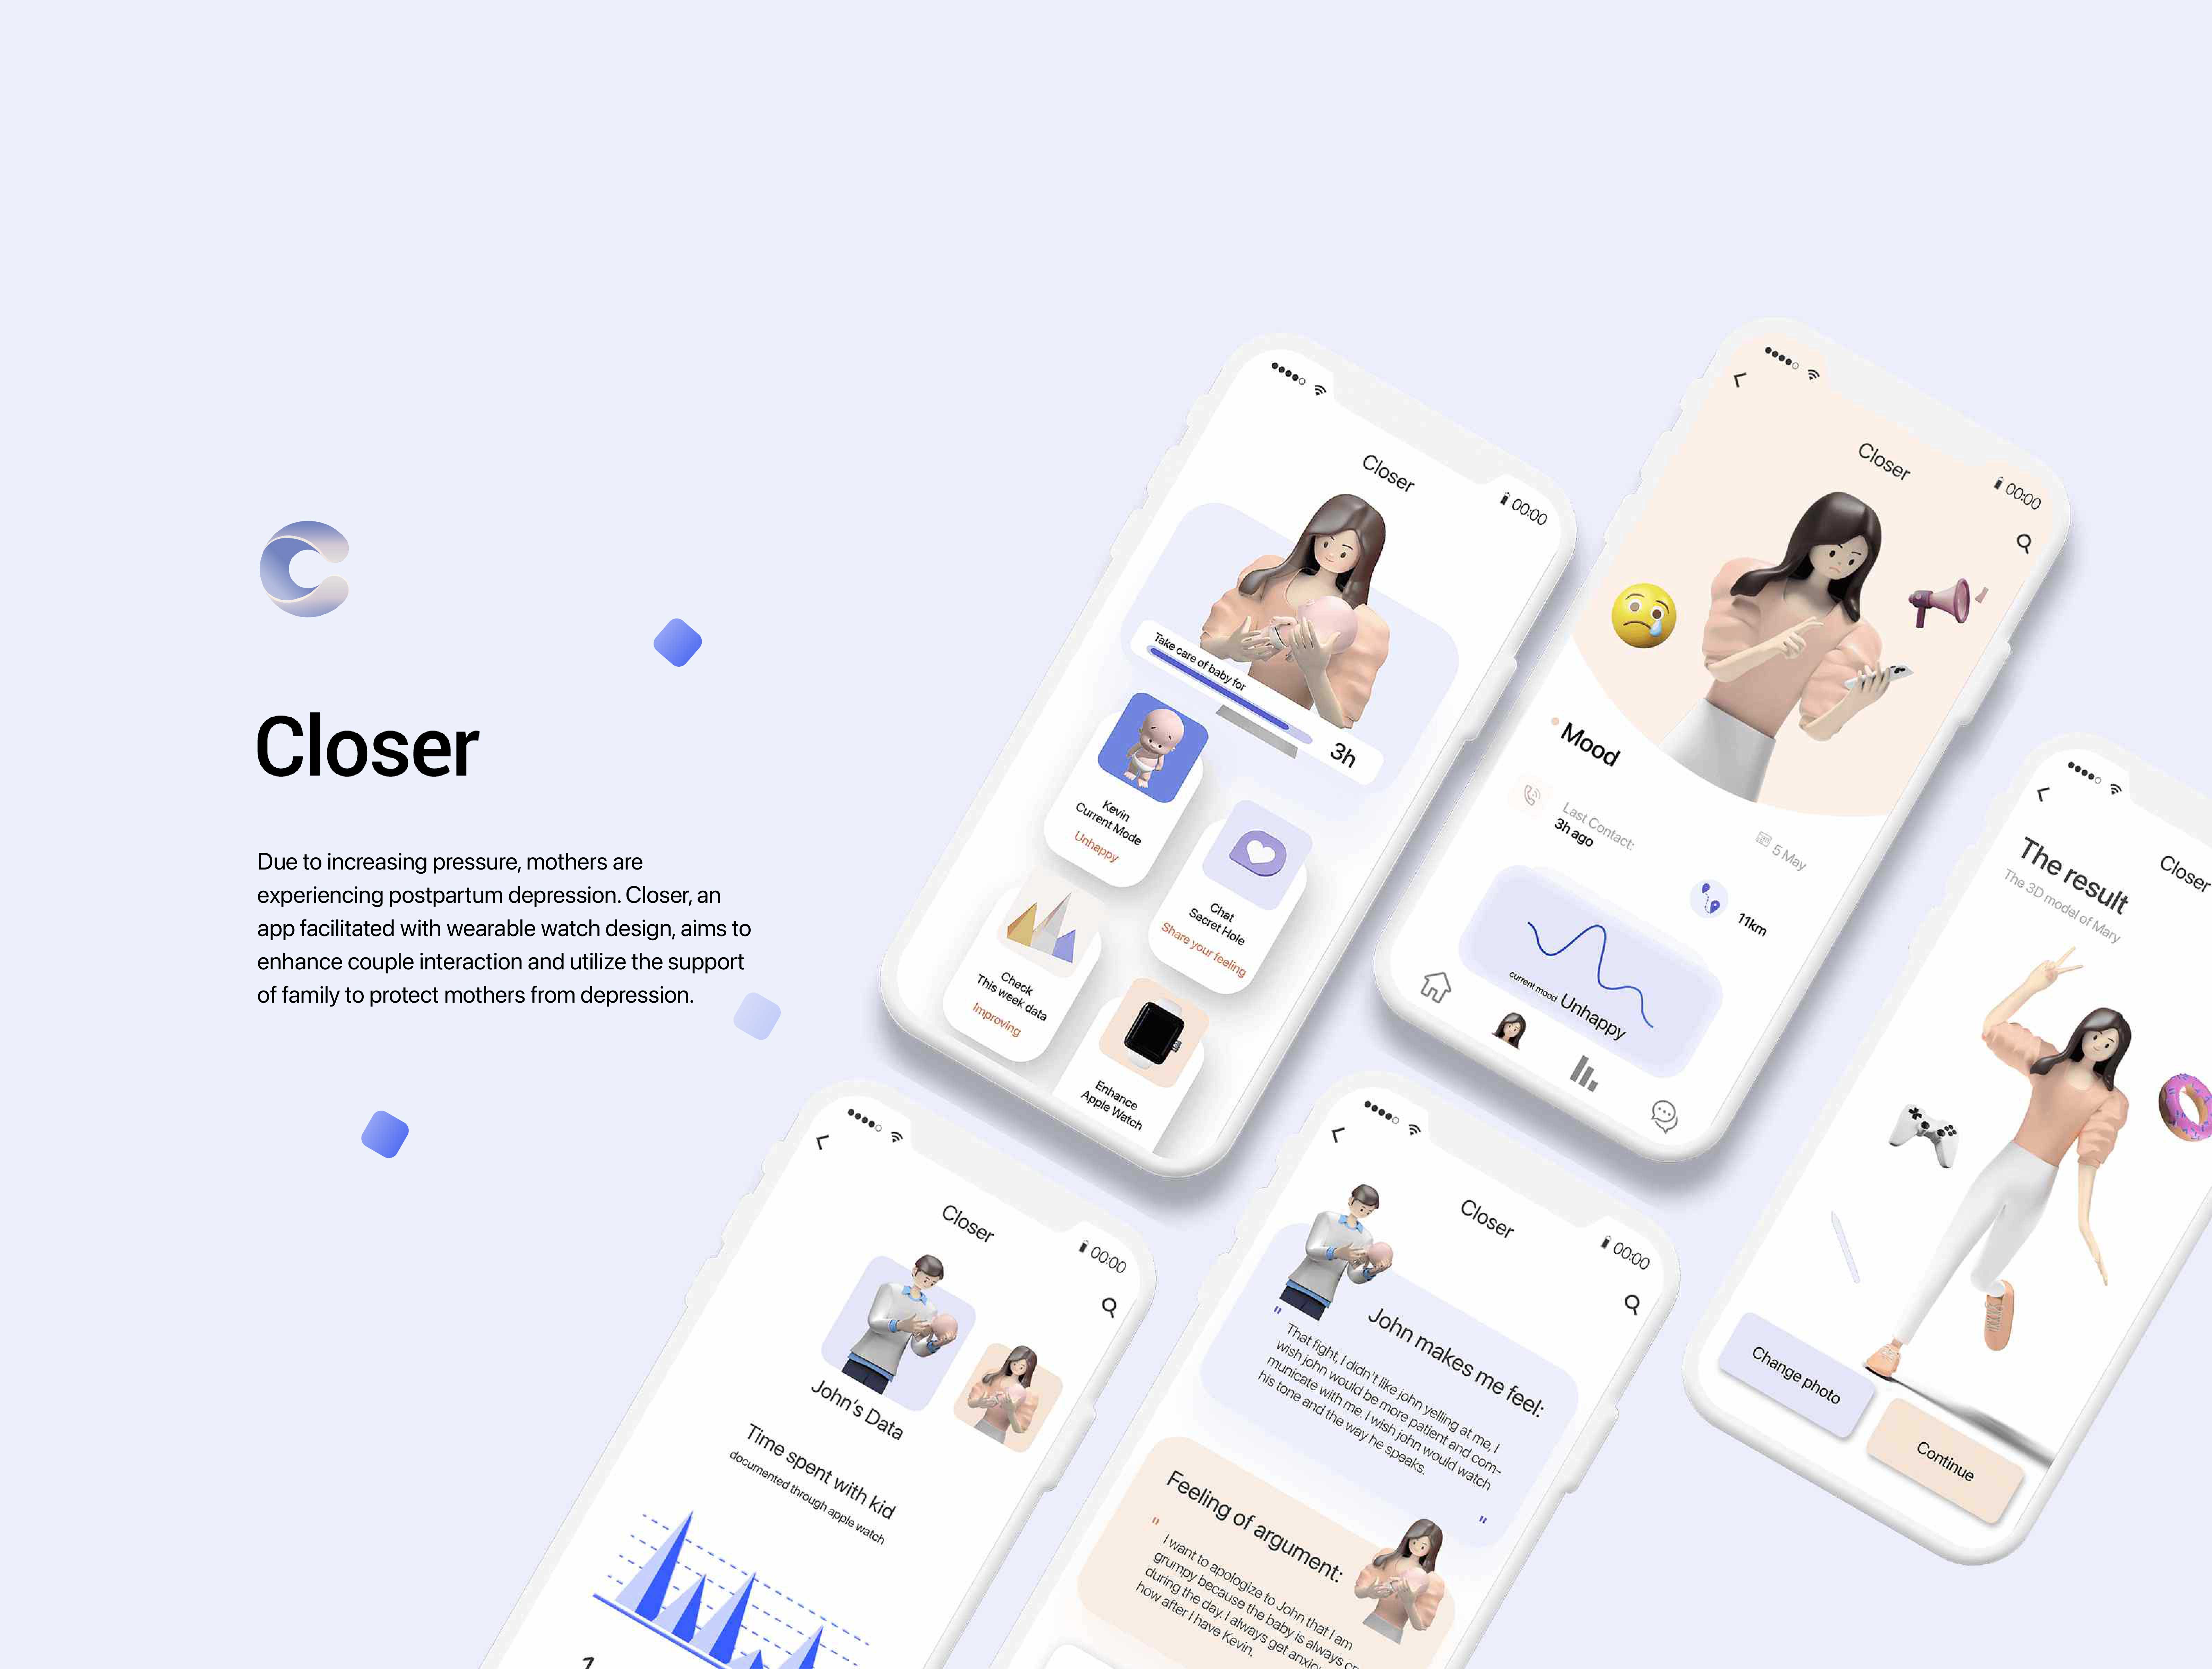 Closer
Due to increasing pressure, mothers are
experiencing postpartum depression. Closer, an
app facilitated with wearable watch design, aims to
enhance couple interaction and utilize the support
of family to protect mothers from depression.
00:00
Closer
Take care of baby for
3h
Kevin
Current Mode
Unhappy
Chat
Secret Hole
Share your feeling
Check
This week data
Improving
Enhance
Apple Watch
00:00
Closer
Mood
Last Contact:
3h ago
5 May
11km
current mood Unhappy
Closer
The result
The 3D model of Mary
Change photo
Continue
00:00
Closer
John's Data
Time spent with kid
documented through apple watch
1
00:00
Closer
John makes me feel:
"
That fight, I didn't like john yelling at me, I
wish john would be more patient and com-
municate with me. I wish john would watch
his tone and the way he speaks.
"
Feeling of argument:
"
I want to apologize to John that I am
grumpy because the baby is always
during the day. I always get
how after I have Kevin.